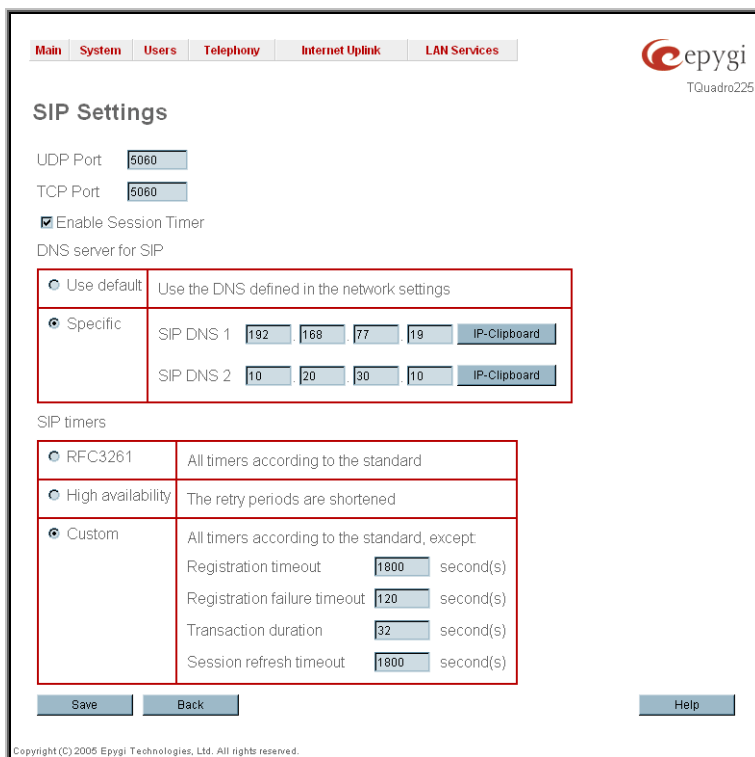 Main System Users Telephony Internet Uplink LAN Services
epygi
TQuadro225
SIP Settings
UDP Port 5060
TCP Port 5060
Enable Session Timer
DNS server for SIP
Use default Use the DNS defined in the network settings
Specific SIP DNS 1 192 . 168 . 77 . 19 IP-Clipboard
SIP DNS 2 10 . 20 . 30 . 10 IP-Clipboard
SIP timers
RFC3261 All timers according to the standard
High availability The retry periods are shortened
Custom All timers according to the standard, except:
Registration timeout 1800 second(s)
Registration failure timeout 120 second(s)
Transaction duration 32 second(s)
Session refresh timeout 1800 second(s)
Save Back Help
Copyright (C) 2005 Epygi Technologies, Ltd. All rights reserved.